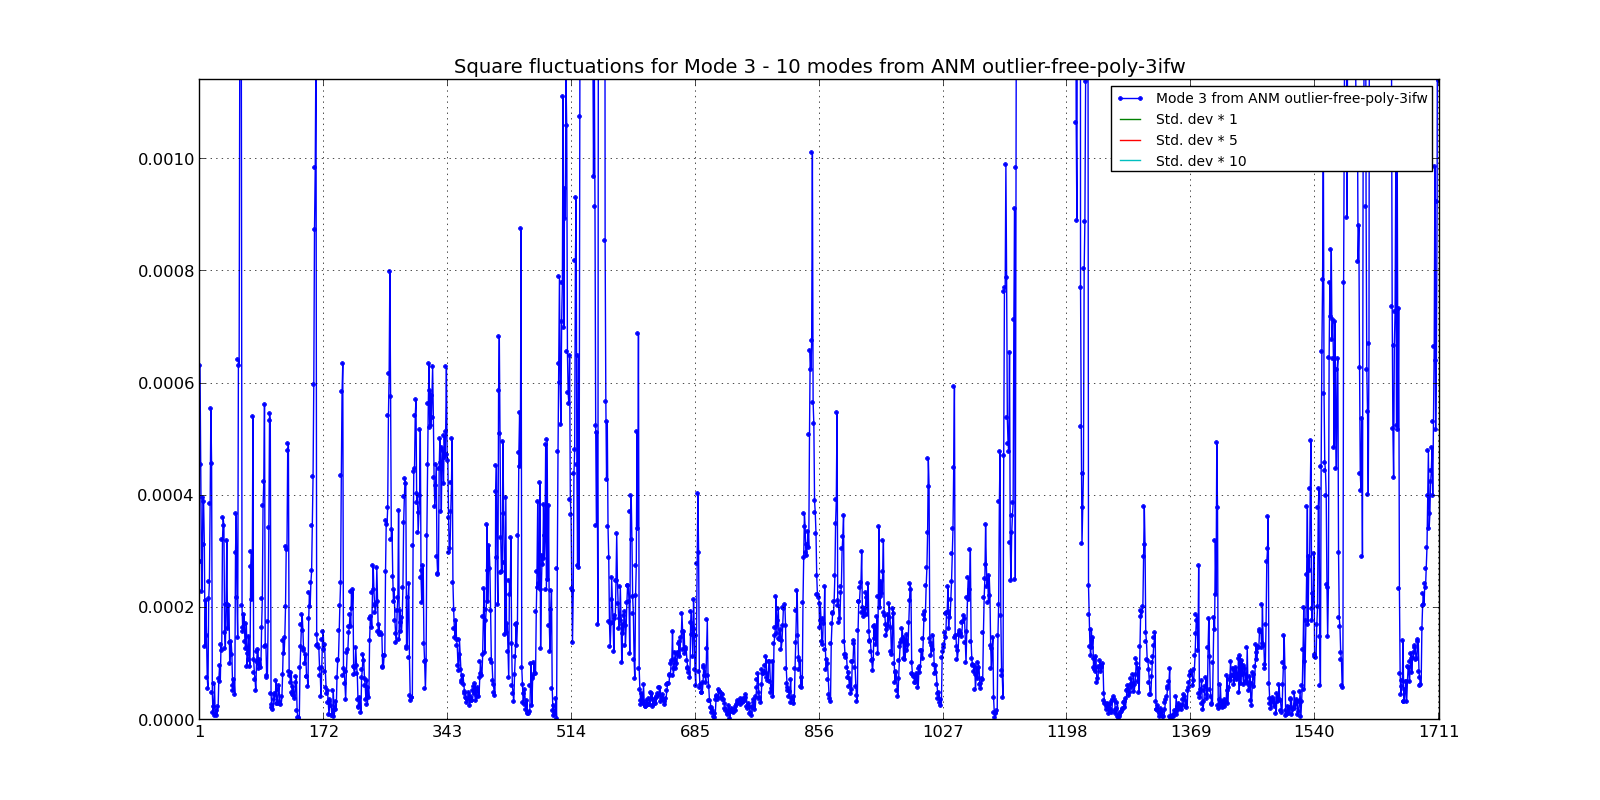 Square fluctuations for Mode 3 - 10 modes from ANM outlier-free-poly-3ifw
Mode 3 from ANM outlier-free-poly-3ifw
Std. dev * 1
Std. dev * 5
Std. dev * 10
0.0010
0.0008
0.0006
0.0004
0.0002
0.0000
1 172 343 514 685 856 1027 1198 1369 1540 1711